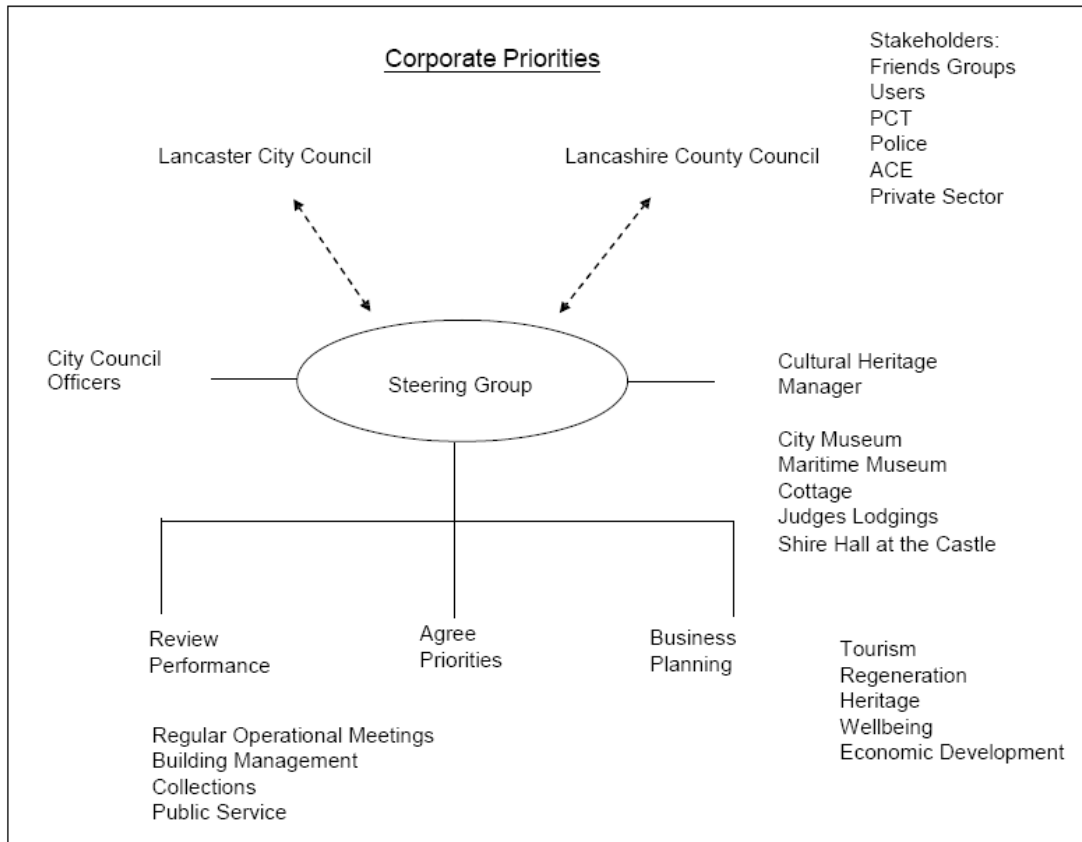 Corporate Priorities
Stakeholders:
Friends Groups
Users
PCT
Police
ACE
Private Sector
Lancaster City Council
Lancashire County Council
City Council
Officers
Steering Group
Cultural Heritage
Manager
City Museum
Maritime Museum
Cottage
Judges Lodgings
Shire Hall at the Castle
Review
Performance
Agree
Priorities
Business
Planning
Tourism
Regeneration
Heritage
Wellbeing
Economic Development
Regular Operational Meetings
Building Management
Collections
Public Service